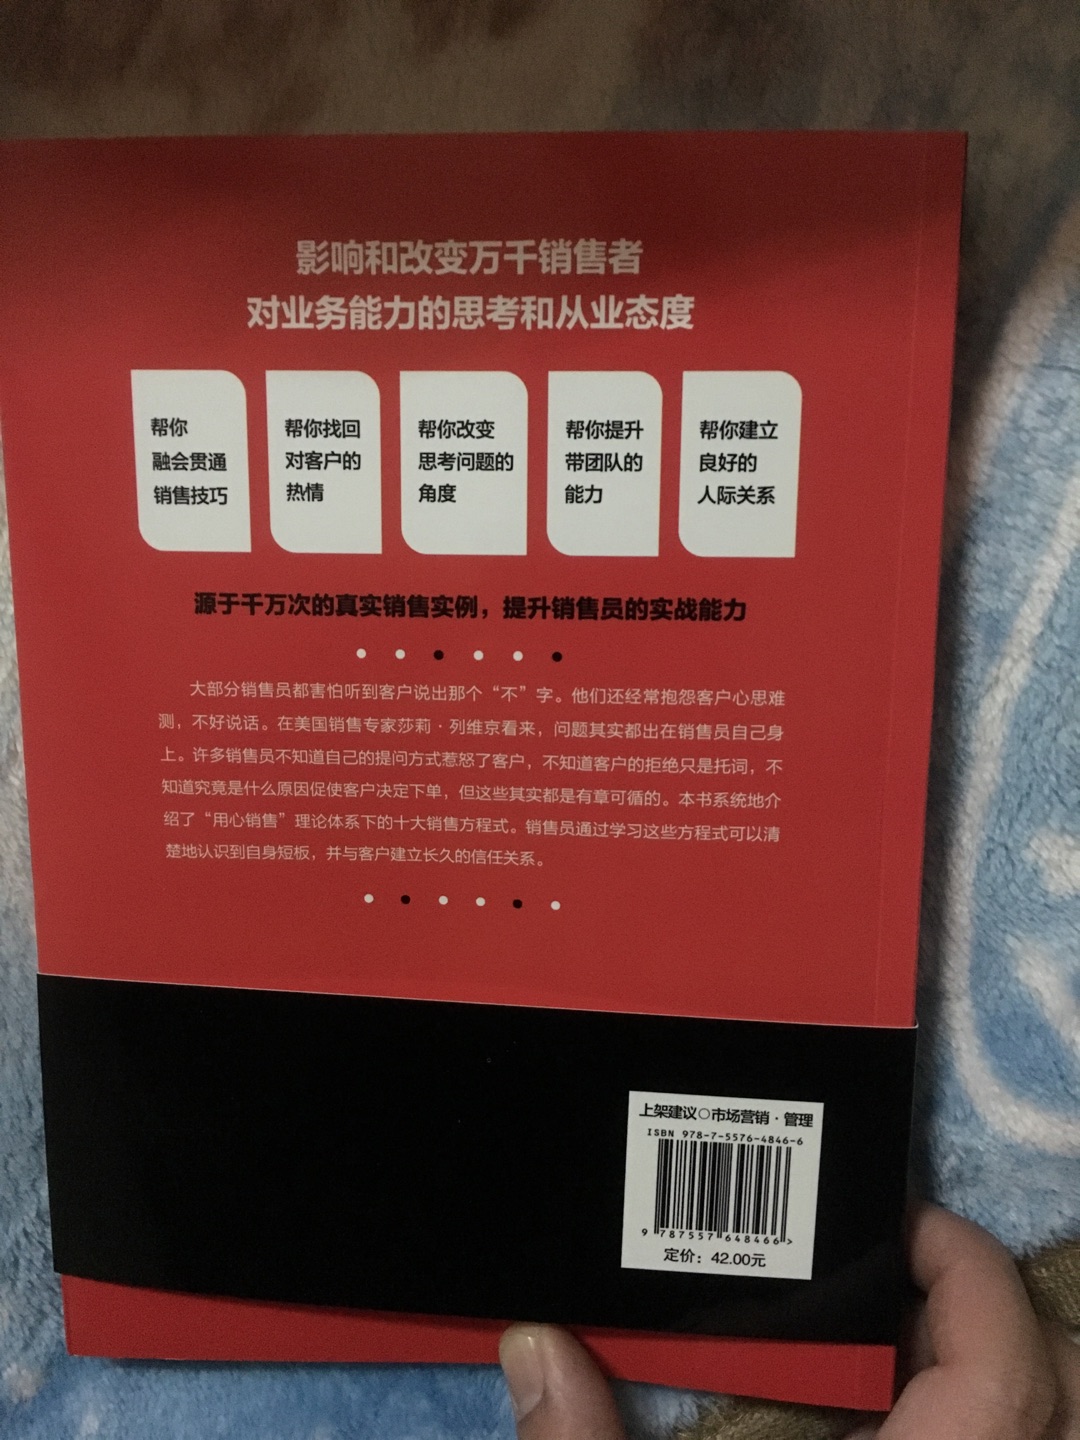 影响和改变万千销售者
对业务能力的思考和从业态度
帮你
融会贯通
销售技巧
帮你找回
对客户的
热情
帮你改变
思考问题的
角度
帮你提升
带团队的
能力
帮你建立
良好的
人际关系
源于千万次的真实销售实例，提升销售员的实战能力
大部分销售员都害怕听到客户说出那个“不”字。他们还经常抱怨客户心思难
测，不好说话。在美国销售专家莎莉·列维京看来，问题其实都出在销售员自己身
上。许多销售员不知道自己的提问方式惹怒了客户，不知道客户的拒绝只是托词，不
知道究竟是什么原因促使客户决定下单，但这些其实都是有章可循的。本书系统地介
绍了“用心销售”理论体系下的十大销售方程式。销售员通过学习这些方程式可以清
楚地认识到自身短板，并与客户建立长久的信任关系。
上架建议○市场营销·管理
ISBN 978-7-5576-4846-6
9 787557 648466 >
定价：42.00元